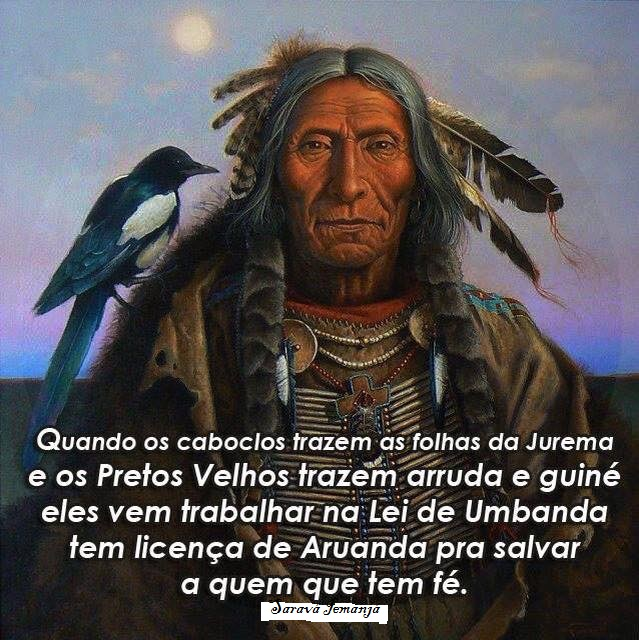 Quando os caboclos trazem as folhas da Jurema
e os Pretos Velhos trazem arruda e guiné
eles vem trabalhar na Lei de Umbanda
tem licença de Aruanda pra salvar
a quem que tem fé.
Saravá Iemanja